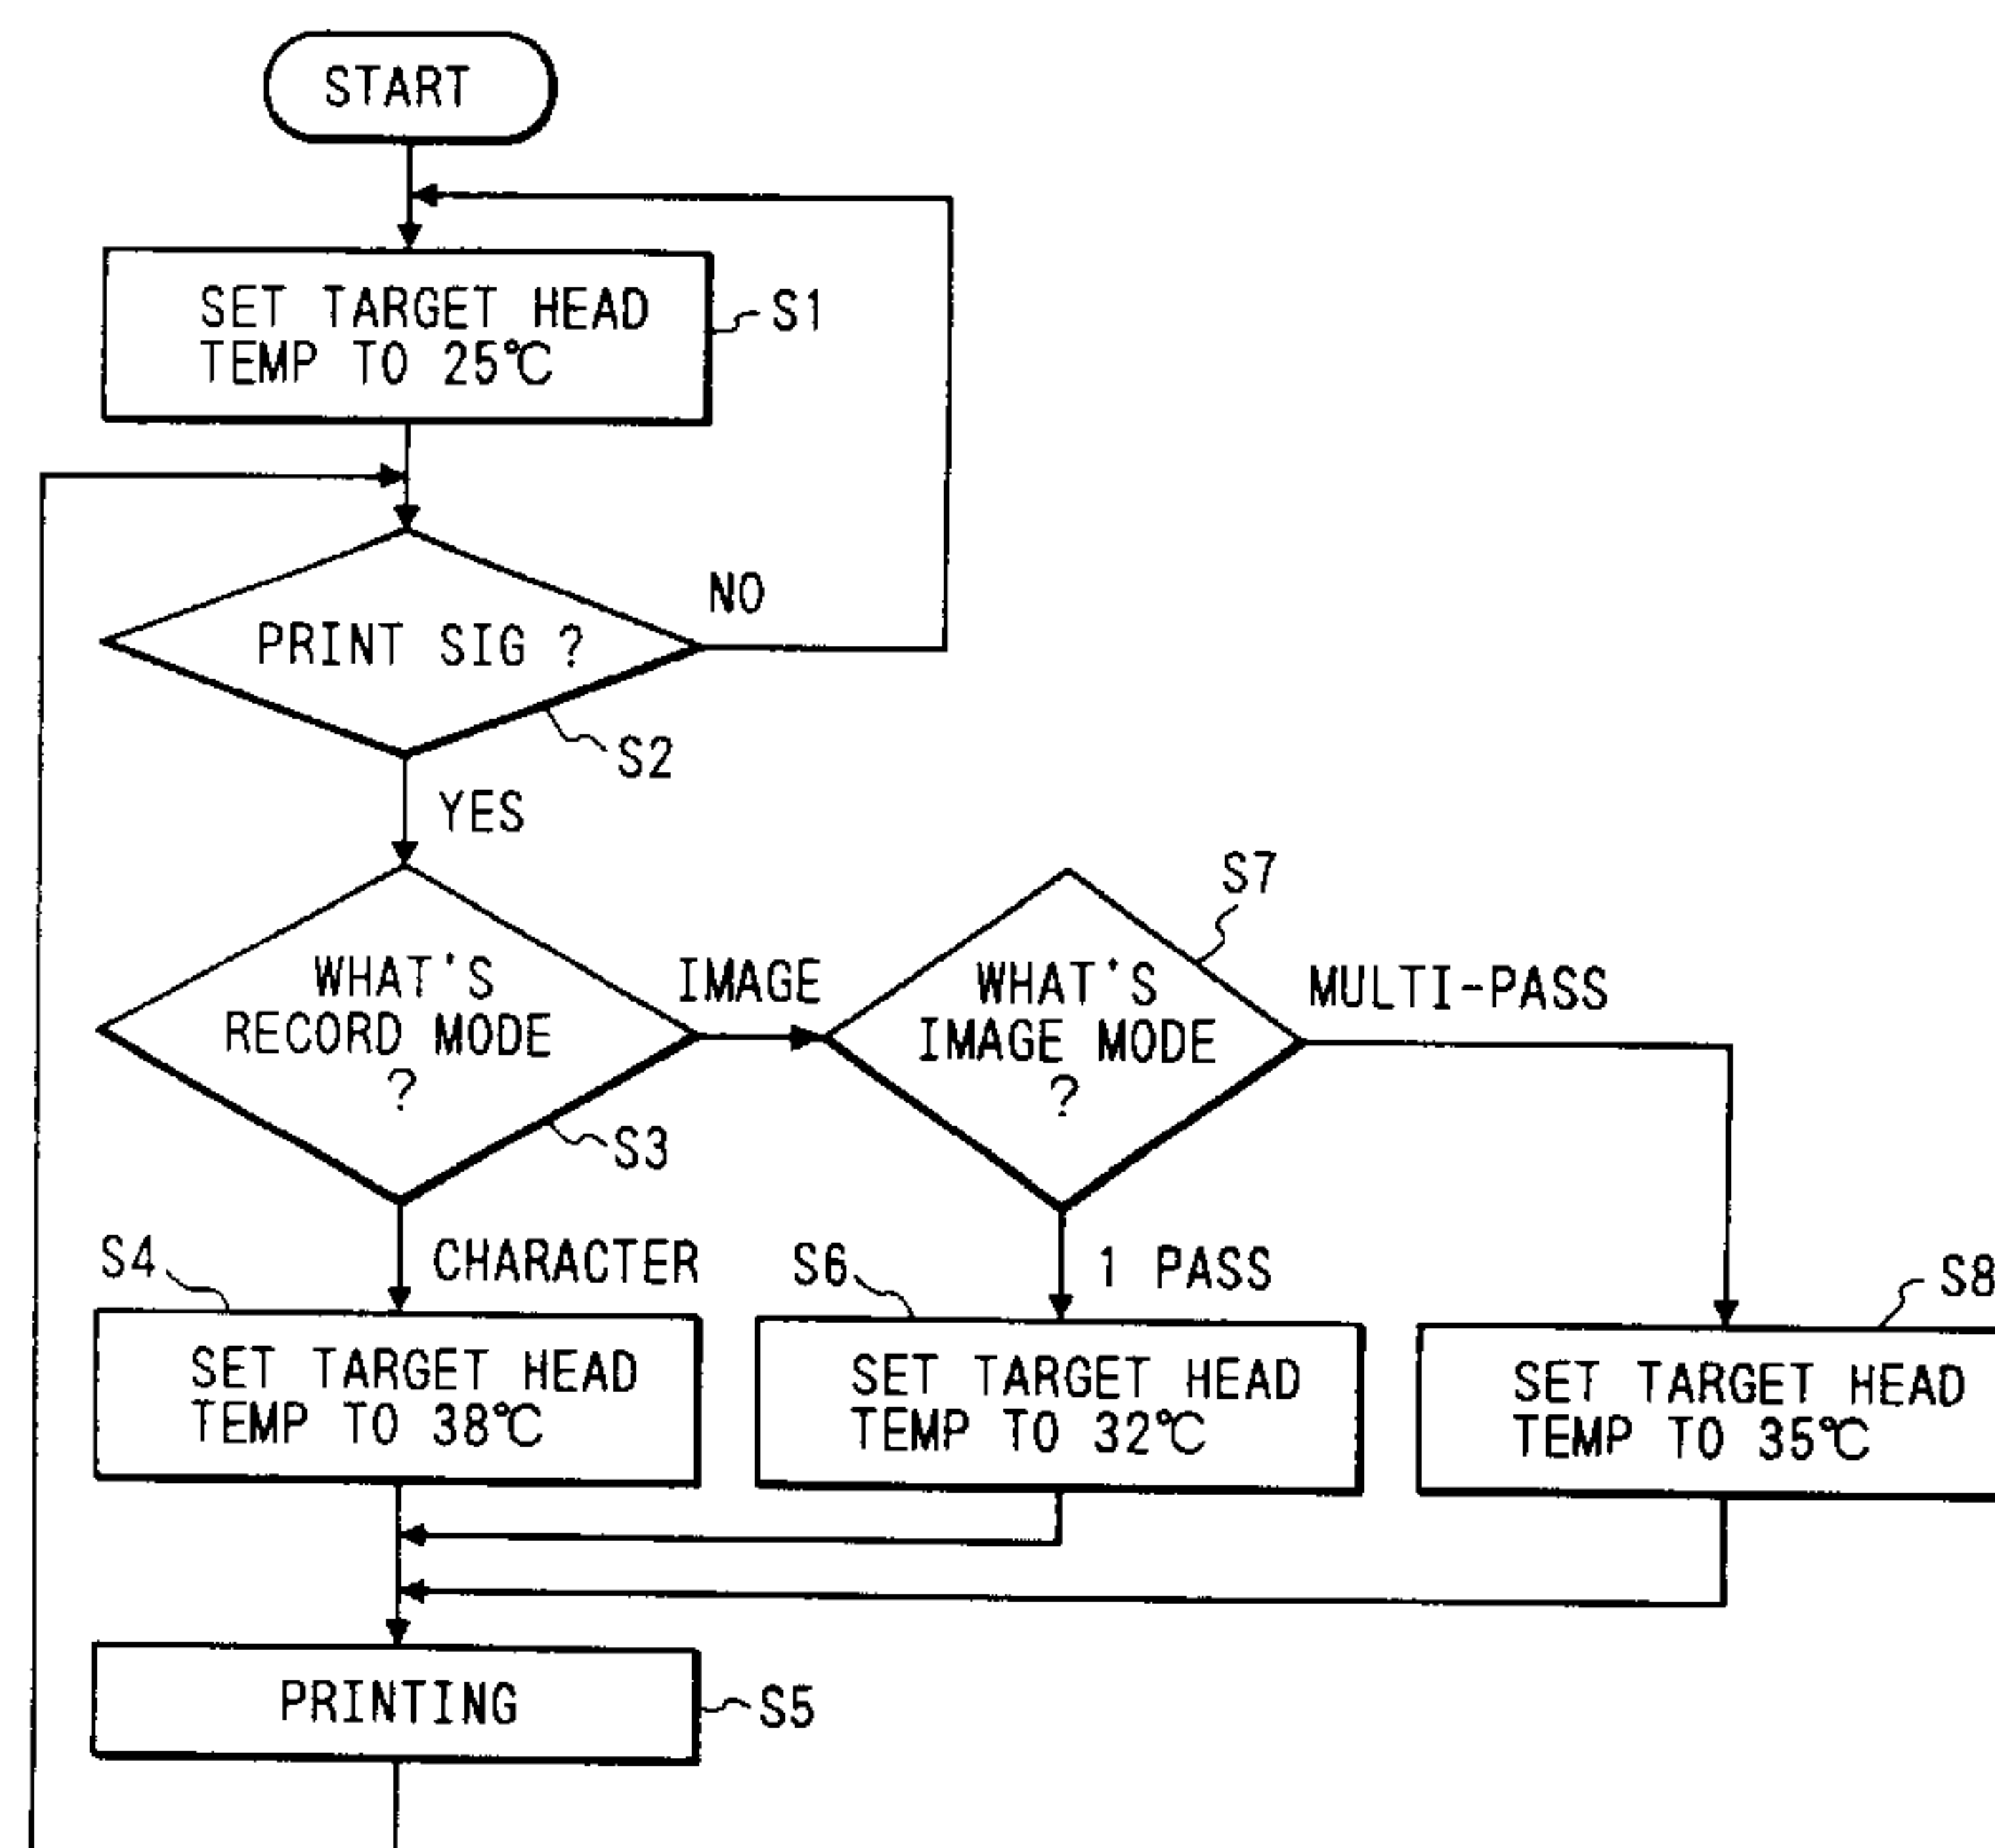 START
SET TARGET HEAD
TEMP TO 25℃
S1
PRINT SIG ?
NO
S2
YES
WHAT'S
RECORD MODE
?
S3
IMAGE
WHAT'S
IMAGE MODE
?
S7
MULTI-PASS
CHARACTER
1 PASS
S4
SET TARGET HEAD
TEMP TO 38℃
S6
SET TARGET HEAD
TEMP TO 32℃
S8
SET TARGET HEAD
TEMP TO 35℃
PRINTING
S5